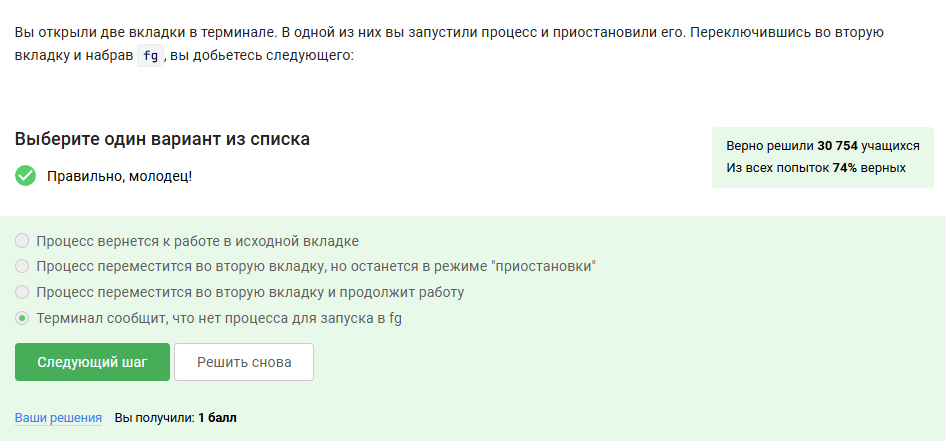 Вы открыли две вкладки в терминале. В одной из них вы запустили процесс и приостановили его. Переключившись во вторую
вкладку и набрав fg, вы добьетесь следующего:
Выберите один вариант из списка
Правильно, молодец!
Верно решили 30 754 учащихся
Из всех попыток 74% верных
Процесс вернется к работе в исходной вкладке
Процесс переместится во вторую вкладку, но останется в режиме "приостановки"
Процесс переместится во вторую вкладку и продолжит работу
Терминал сообщит, что нет процесса для запуска в fg
Следующий шаг
Решить снова
Ваши решения Вы получили: 1 балл